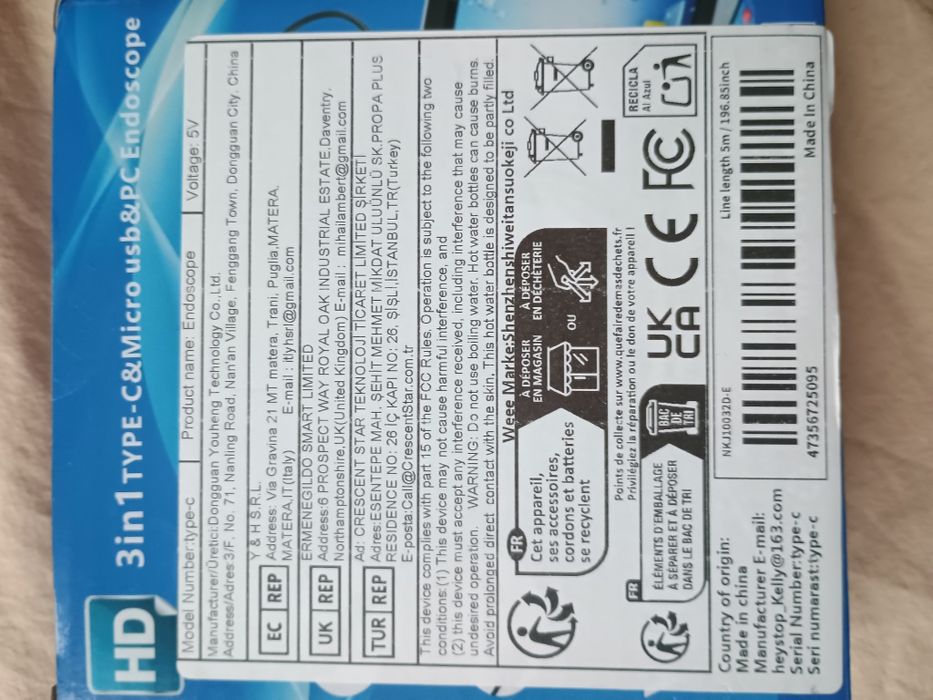 HD 3in1 TYPE-C&Micro usb&PC Endoscope
Model Number:type-c Product name: Endoscope Voltage: 5V
Manufacturer/Üretici:Dongguan Youheng Technology Co.,Ltd.
Address/Adres:3/F. No. 71, Nanling Road, Nan'an Village, Fenggang Town, Dongguan City, China
EC REP
Y & H S.R.L.
Address: Via Gravina 21 MT matera, Trani, Puglia,MATERA,
MATERA,IT(Italy) E-mail : ityhsrl@gmail.com
UK REP
ERMENEGILDO SMART LIMITED
Address:6 PROSPECT WAY ROYAL OAK INDUSTRIAL ESTATE,Daventry,
Northamptonshire,UK(United Kingdom) E-mail : mihailambert@gmail.com
TUR REP
Ad: CRESCENT STAR TEKNOLOJİ TİCARET LİMİTED ŞİRKETİ
Adres:ESENTEPE MAH, ŞEHİT MEHMET MİKDAT ULUÜNLÜ SK.PROPA PLUS
RESIDENCE NO: 26 İÇ KAPI NO: 26, ŞİŞLİ,İSTANBUL,TR(Turkey)
E-posta:Call@CrescentStar.com.tr
This device complies with part 15 of the FCC Rules. Operation is subject to the following two
conditions:(1) This device may not cause harmful interference, and
(2) this device must accept any interference received, including interference that may cause
undesired operation. WARNING: Do not use boiling water. Hot water bottles can cause burns.
Avoid prolonged direct contact with the skin. This hot water bottle is designed to be partly filled.
Weee Marke:Shenzhenshiweitansuokeji co Ltd
FR
Cet appareil,
ses accessoires,
cordons et batteries
se recyclent
À DÉPOSER
EN MAGASIN
OU
À DÉPOSER
EN DÉCHÈTERIE
Points de collecte sur www.quefairedemesdechets.fr
Privilégiez la réparation ou le don de votre appareil !
FR
ÉLÉMENTS D'EMBALLAGE
À SÉPARER ET À DÉPOSER
DANS LE BAC DE TRI
BAC
DE
TRI
UK
CA
CE
FC
RECICLA
Al Azul
Country of origin:
Made in china
Manufacturer E-mail:
heystop_Kelly@163.com
Serial Number:type-c
Seri numarast:type-c
NKJ10032D-E
Line length 5m / 196.85inch
47356725095
Made In China